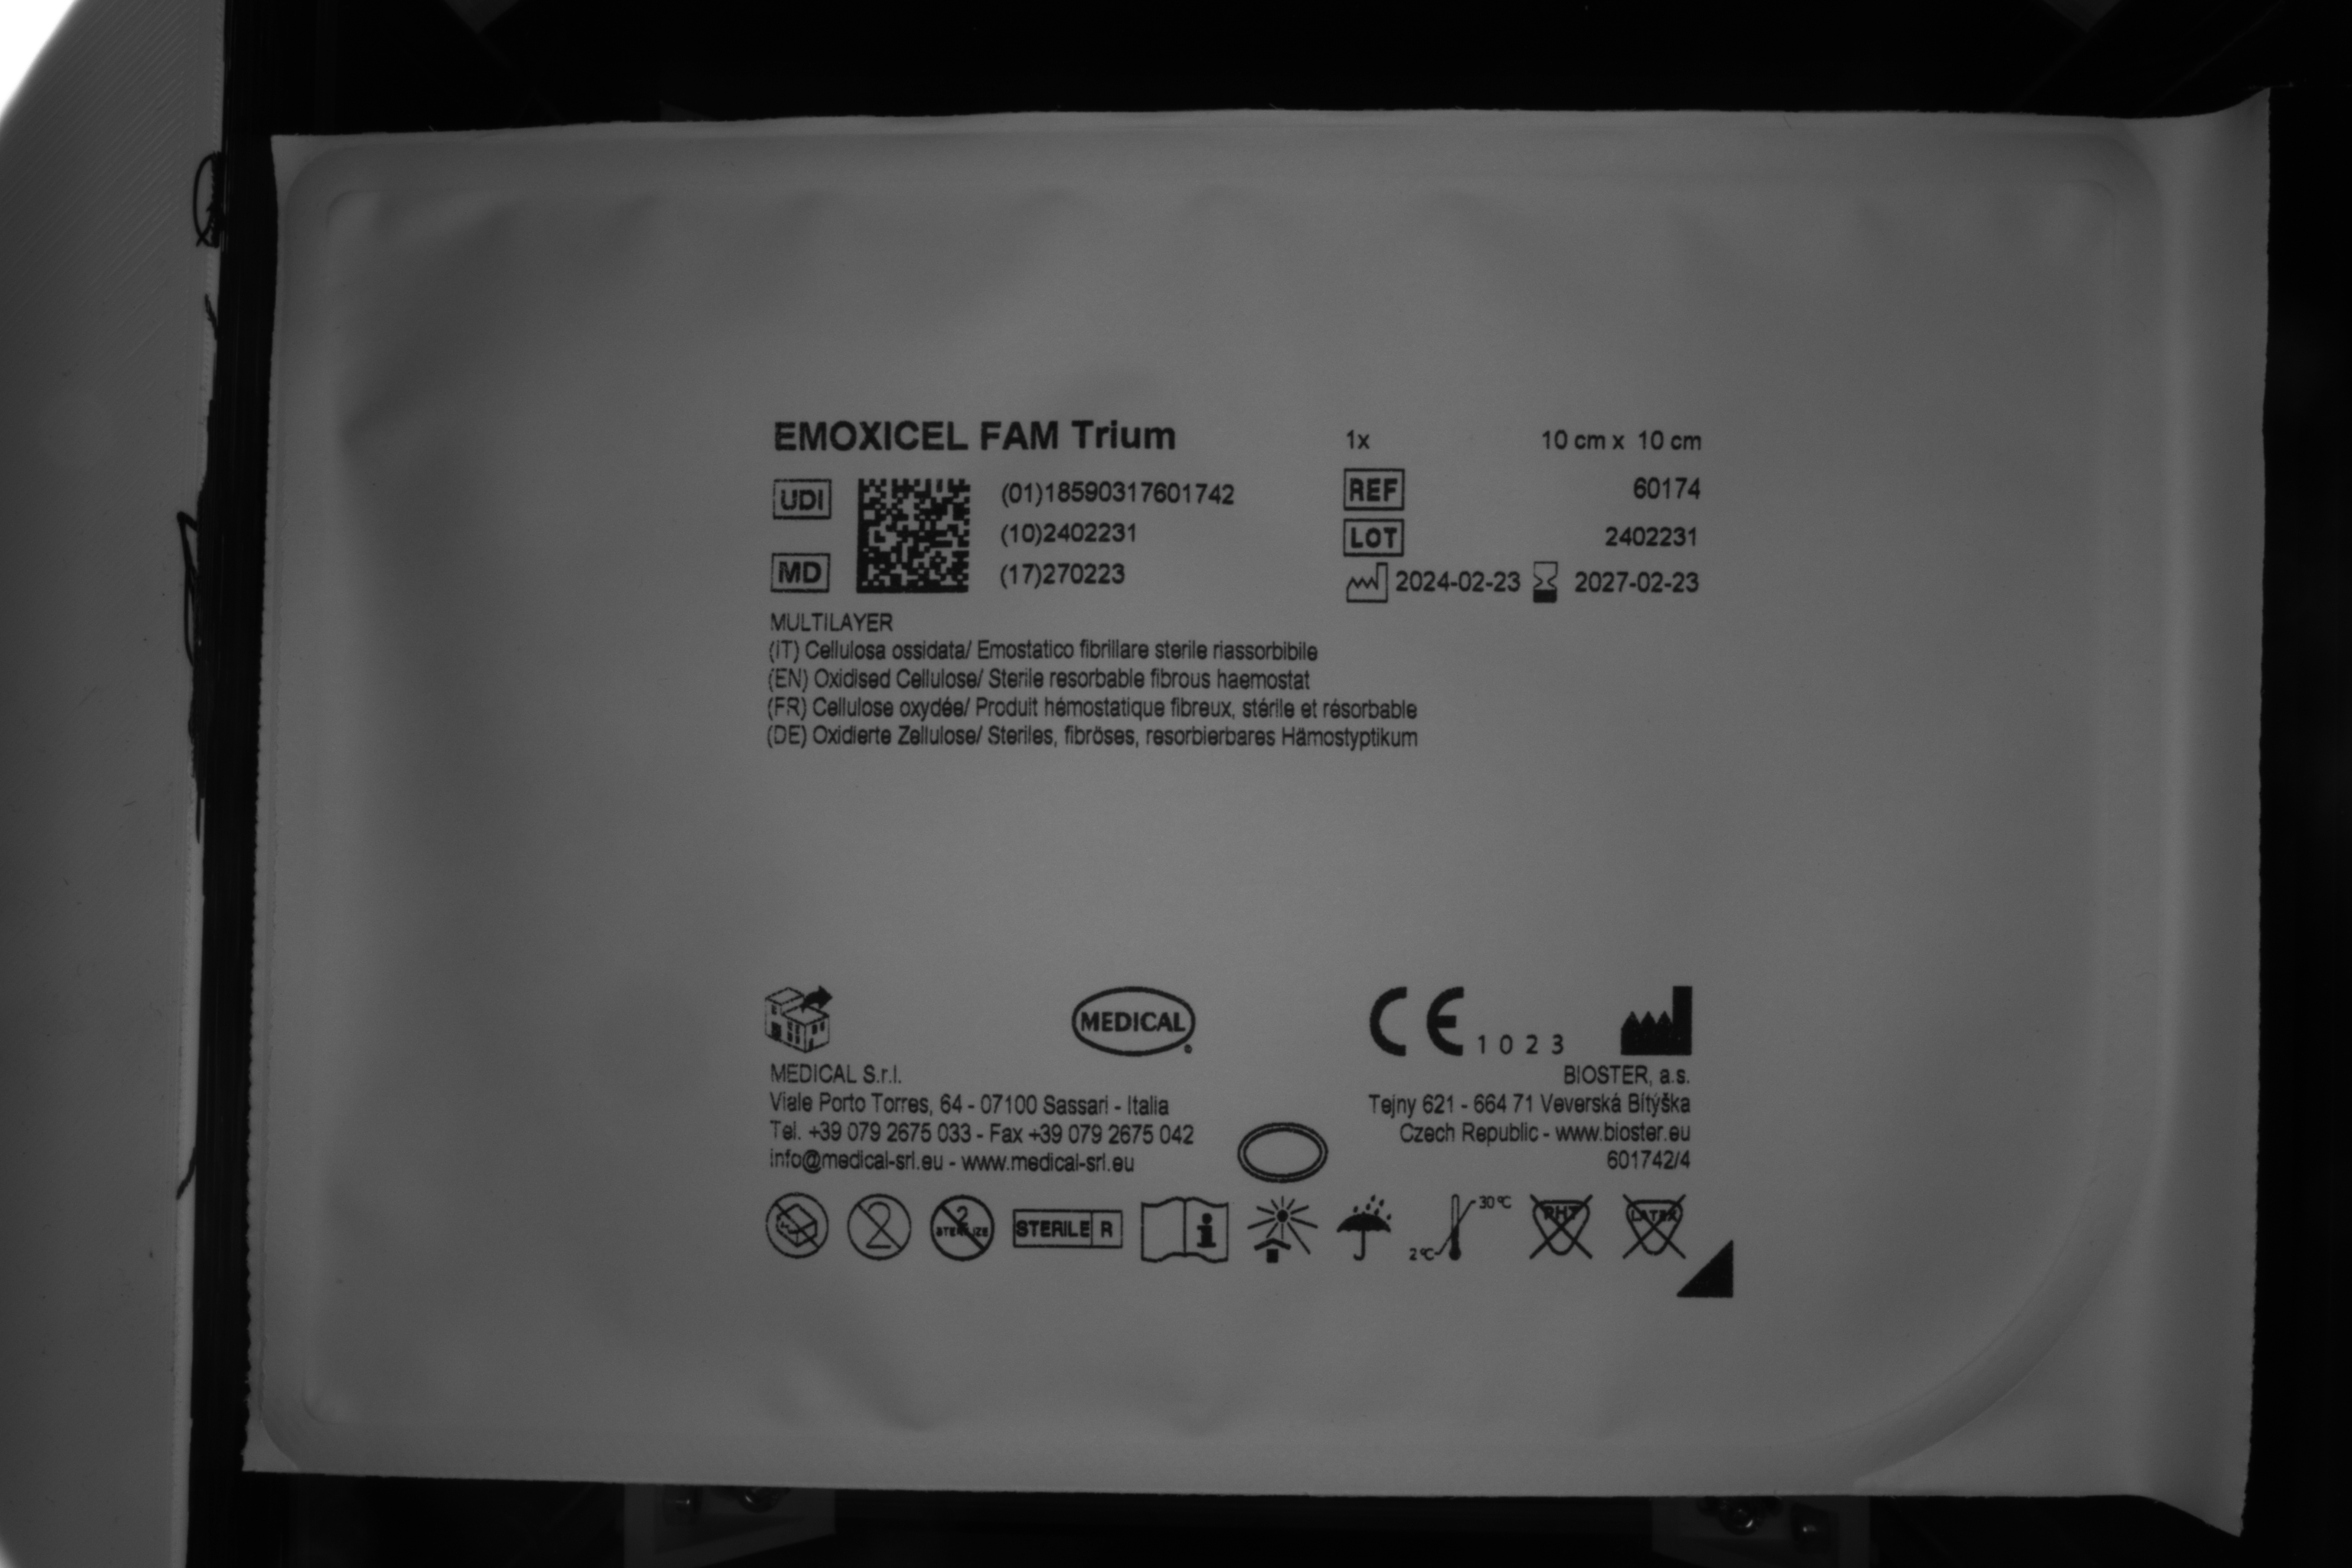 EMOXICEL FAM Trium
1x 10 cm x 10 cm
UDI
(01)18590317601742
(10)2402231
MD
(17)270223
REF 60174
LOT 2402231
2024-02-23 2027-02-23
MULTILAYER
(IT) Cellulosa ossidata/ Emostatico fibrillare sterile riassorbibile
(EN) Oxidised Cellulose/ Sterile resorbable fibrous haemostat
(FR) Cellulose oxydée/ Produit hémostatique fibreux, stérile et résorbable
(DE) Oxidierte Zellulose/ Steriles, fibröses, resorbierbares Hämostyptikum
MEDICAL
CE 1023
MEDICAL S.r.l.
Viale Porto Torres, 64 - 07100 Sassari - Italia
Tel. +39 079 2675 033 - Fax +39 079 2675 042
info@medical-srl.eu - www.medical-srl.eu
BIOSTER, a.s.
Tejny 621 - 664 71 Veverská Bítýška
Czech Republic - www.bioster.eu
601742/4
2
2 STERILIZE
STERILE R
i
2 °C 30 °C
PHT
LATEX